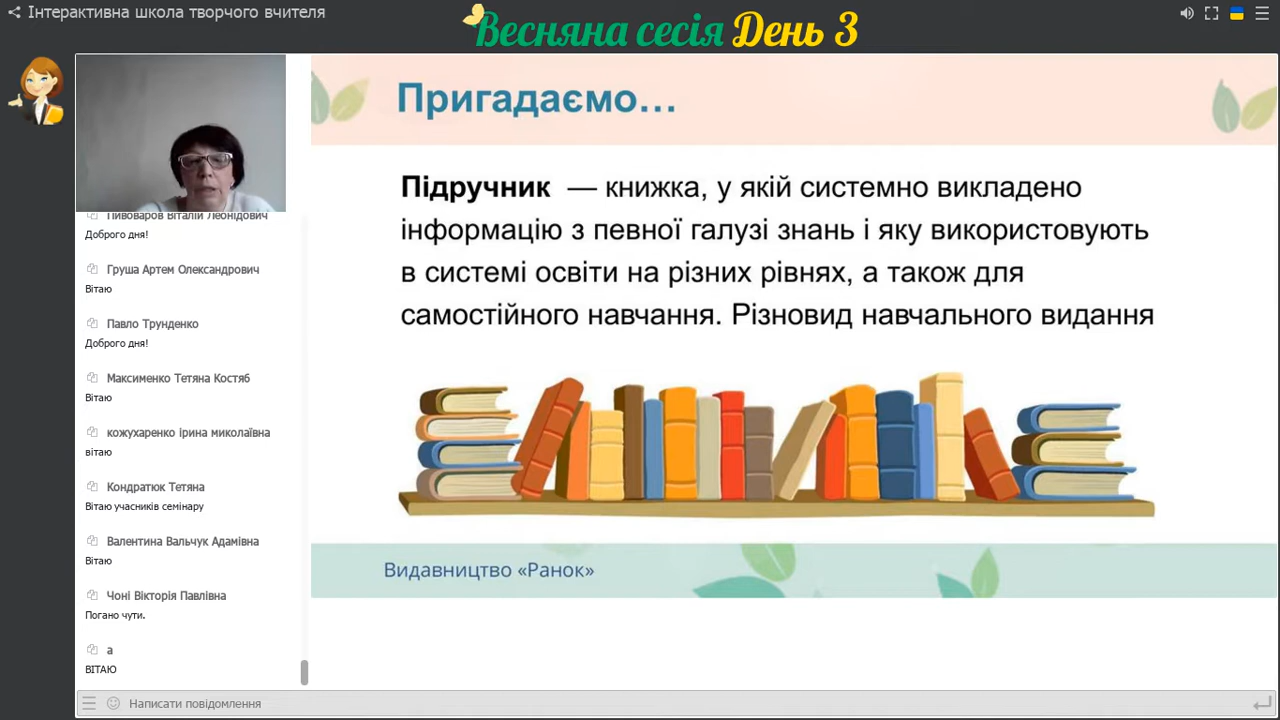 Інтерактивна школа творчого вчителя
Весняна сесія День 3
Пивоваров Віталій Леонідович
Доброго дня!
Груша Артем Олександрович
Вітаю
Павло Трунденко
Доброго дня!
Максименко Тетяна Костяб
Вітаю
кожухаренко ірина миколаївна
вітаю
Кондратюк Тетяна
Вітаю учасників семінару
Валентина Вальчук Адамівна
Вітаю
Чоні Вікторія Павлівна
Погано чути.
а
ВІТАЮ
Написати повідомлення
Пригадаємо…
Підручник — книжка, у якій системно викладено
інформацію з певної галузі знань і яку використовують
в системі освіти на різних рівнях, а також для
самостійного навчання. Різновид навчального видання
Видавництво «Ранок»